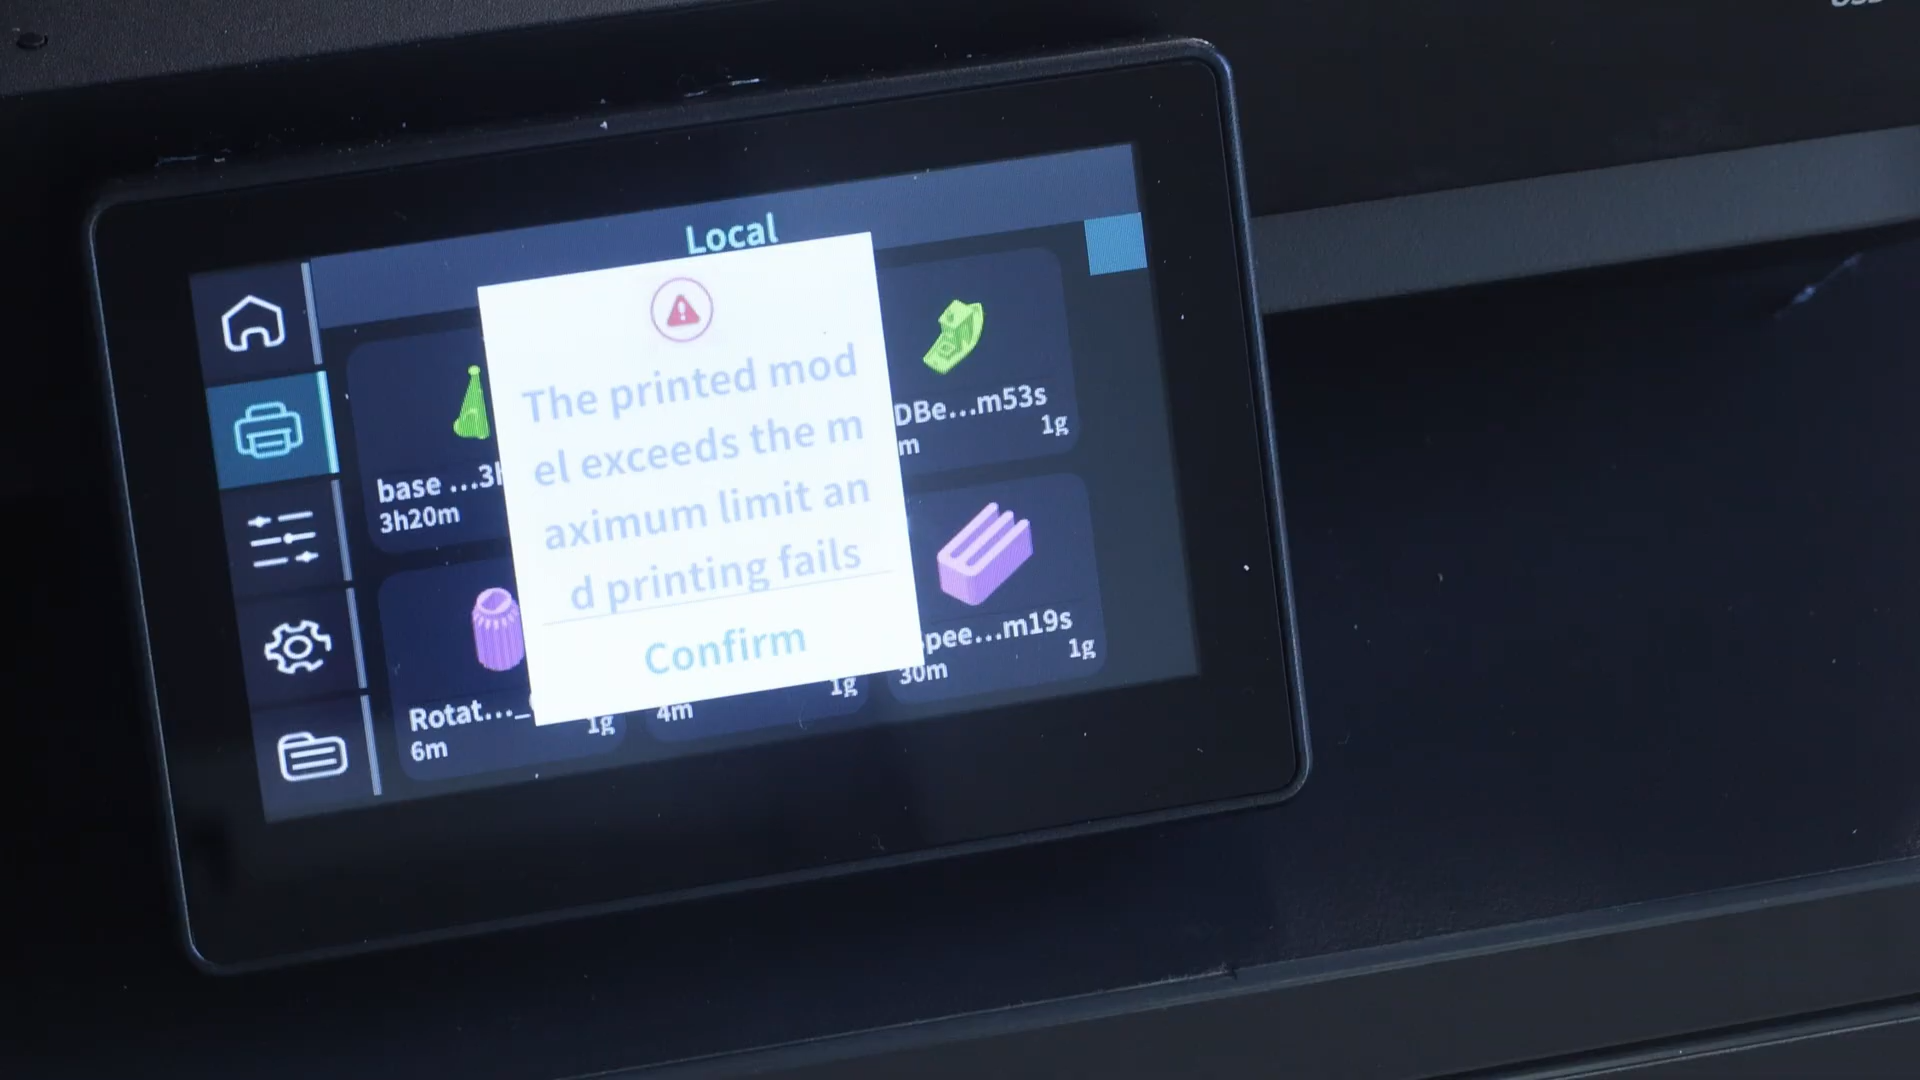 Local
The printed mod
el exceeds the m
aximum limit an
d printing fails
Confirm
base ...3h
3h20m
DBe...m53s
m
1g
Rotat..._
6m
1g
4m
1g
pee...m19s
30m
1g